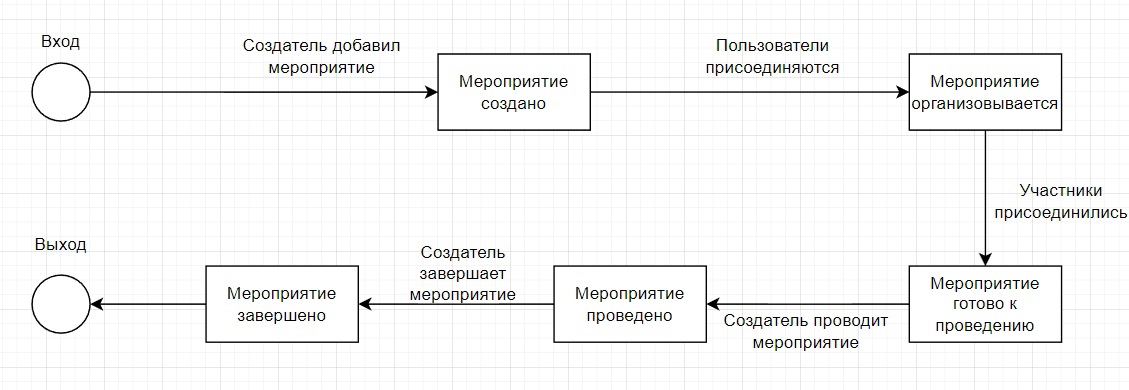 Вход
Создатель добавил
мероприятие
Мероприятие
создано
Пользователи
присоединяются
Мероприятие
организовывается
Участники
присоединились
Мероприятие
готово к
проведению
Создатель проводит
мероприятие
Мероприятие
проведено
Создатель
завершает
мероприятие
Мероприятие
завершено
Выход